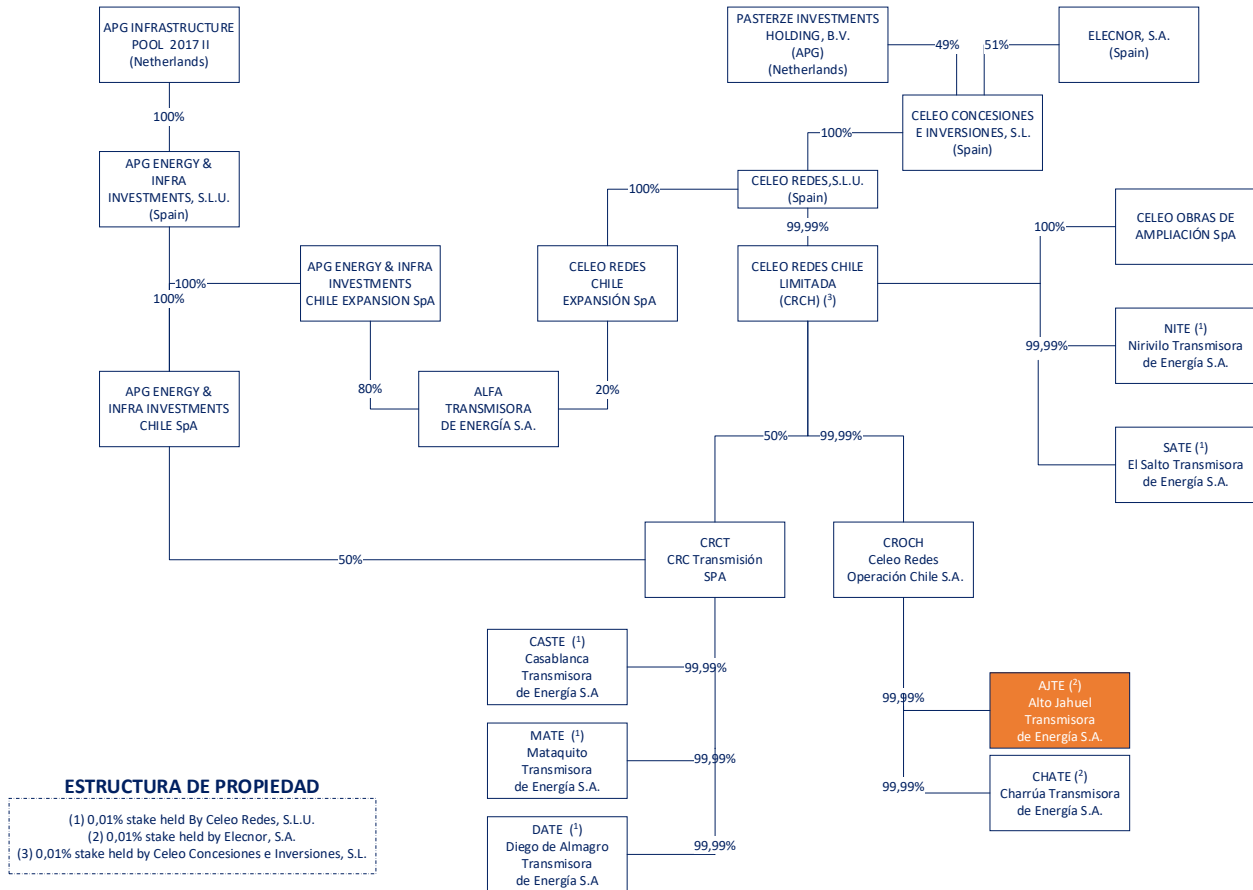 APG INFRASTRUCTURE
POOL 2017 II
(Netherlands)
PASTERZE INVESTMENTS
HOLDING, B.V.
(APG)
(Netherlands)
49%
51%
ELECNOR, S.A.
(Spain)
100%
CELEO CONCESIONES
E INVERSIONES, S.L.
(Spain)
100%
APG ENERGY &
INFRA
INVESTMENTS, S.L.U.
(Spain)
CELEO REDES,S.L.U.
(Spain)
100%
99,99%
CELEO OBRAS DE
AMPLIACIÓN SpA
100%
APG ENERGY & INFRA
INVESTMENTS
CHILE EXPANSION SpA
100%
100%
CELEO REDES
CHILE
EXPANSIÓN SpA
CELEO REDES CHILE
LIMITADA
(CRCH) (³)
NITE (¹)
Nirivilo Transmisora
de Energía S.A.
99,99%
APG ENERGY &
INFRA INVESTMENTS
CHILE SpA
80%
ALFA
TRANSMISORA
DE ENERGÍA S.A.
20%
50%
99,99%
SATE (¹)
El Salto Transmisora
de Energía S.A.
50%
CRCT
CRC Transmisión
SPA
CROCH
Celeo Redes
Operación Chile S.A.
CASTE (¹)
Casablanca
Transmisora
de Energía S.A
99,99%
99,99%
AJTE (²)
Alto Jahuel
Transmisora
de Energía S.A.
MATE (¹)
Mataquito
Transmisora
de Energía S.A.
99,99%
99,99%
CHATE (²)
Charrúa Transmisora
de Energía S.A.
DATE (¹)
Diego de Almagro
Transmisora
de Energía S.A
99,99%
ESTRUCTURA DE PROPIEDAD
(1) 0,01% stake held By Celeo Redes, S.L.U.
(2) 0,01% stake held by Elecnor, S.A.
(3) 0,01% stake held by Celeo Concesiones e Inversiones, S.L.